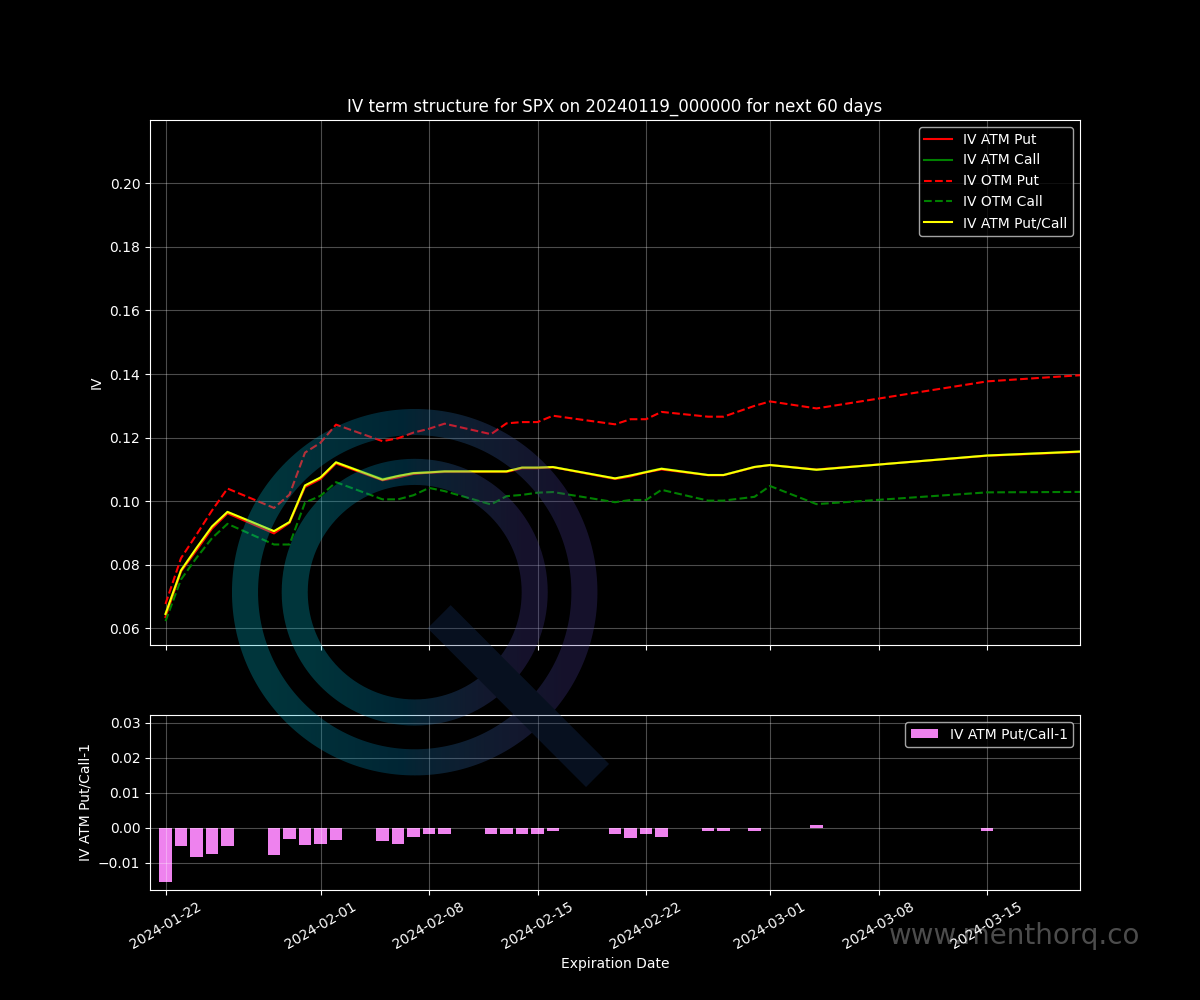 IV term structure for SPX on 20240119_000000 for next 60 days
IV ATM Put
IV ATM Call
IV OTM Put
IV OTM Call
IV ATM Put/Call
0.20
0.18
0.16
0.14
0.12
0.10
0.08
0.06
IV
IV ATM Put/Call-1
0.03
0.02
0.01
0.00
−0.01
IV ATM Put/Call-1
2024-01-22
2024-02-01
2024-02-08
2024-02-15
2024-02-22
2024-03-01
2024-03-08
2024-03-15
www.menthorq.co
Expiration Date